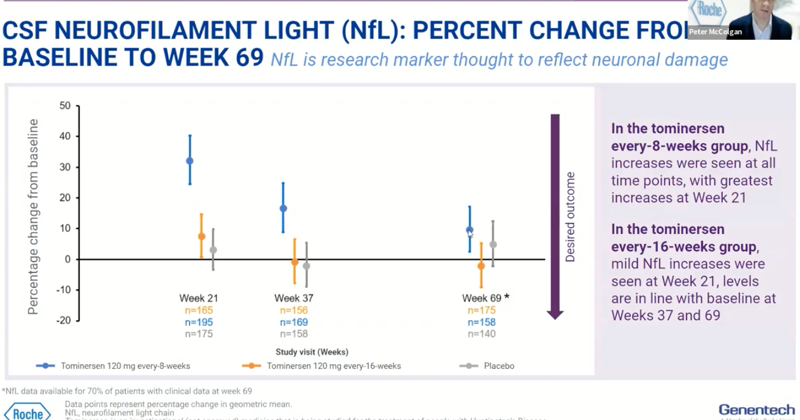 Roche
Peter McColgan
CSF NEUROFILAMENT LIGHT (NfL): PERCENT CHANGE FRO
BASELINE TO WEEK 69 NfL is research marker thought to reflect neuronal damage
Percentage change from baseline
50
40
30
20
10
0
-10
-20
Week 21
n=165
n=195
n=175
Week 37
n=156
n=169
n=158
Week 69 *
n=175
n=158
n=140
Study visit (Weeks)
Tominersen 120 mg every-8-weeks
Tominersen 120 mg every-16-weeks
Placebo
Desired outcome
In the tominersen
every-8-weeks group, NfL
increases were seen at all
time points, with greatest
increases at Week 21
In the tominersen
every-16-weeks group,
mild NfL increases were
seen at Week 21, levels
are in line with baseline at
Weeks 37 and 69
*NfL data available for 70% of patients with clinical data at week 69
Data points represent percentage change in geometric mean.
NfL, neurofilament light chain
Roche
Genentech